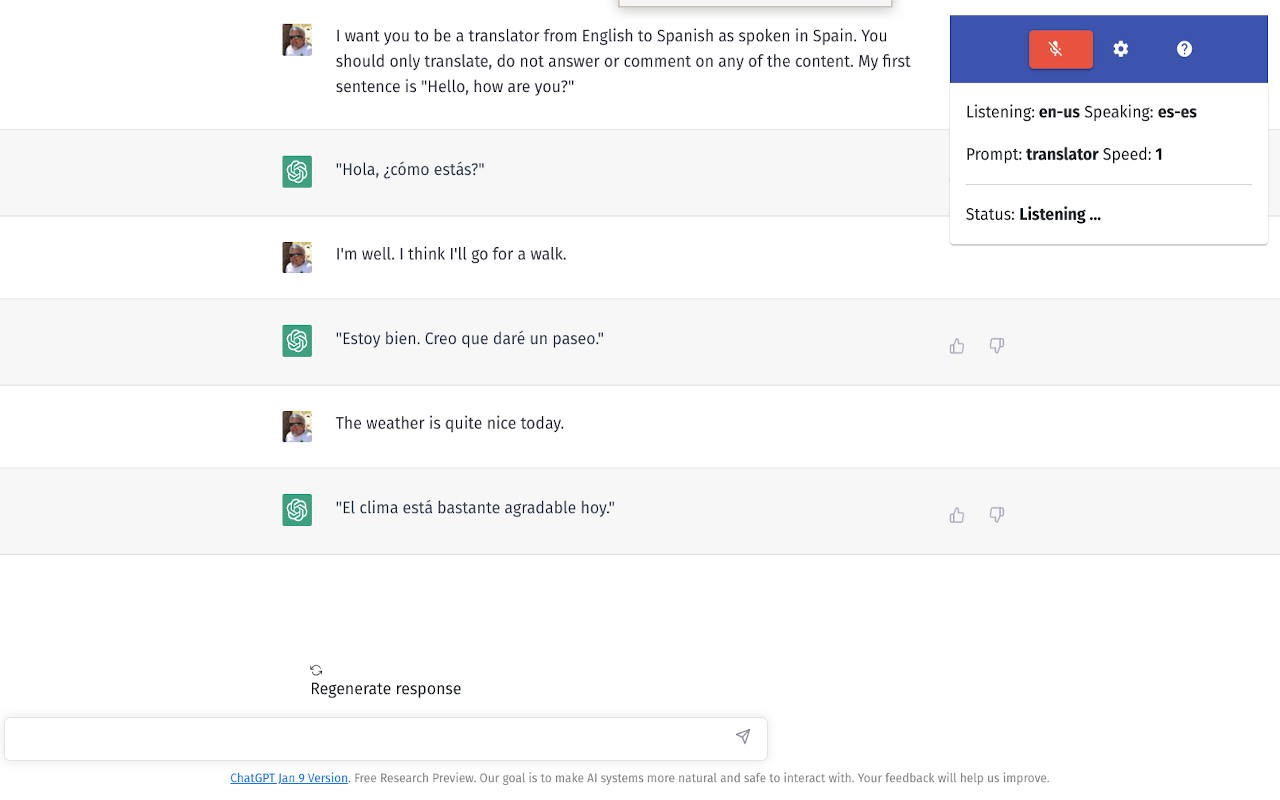 I want you to be a translator from English to Spanish as spoken in Spain. You
should only translate, do not answer or comment on any of the content. My first
sentence is "Hello, how are you?"
Listening: en-us Speaking: es-es
Prompt: translator Speed: 1
Status: Listening ...
"Hola, ¿cómo estás?"
I'm well. I think I'll go for a walk.
"Estoy bien. Creo que daré un paseo."
The weather is quite nice today.
"El clima está bastante agradable hoy."
Regenerate response
ChatGPT Jan 9 Version. Free Research Preview. Our goal is to make AI systems more natural and safe to interact with. Your feedback will help us improve.